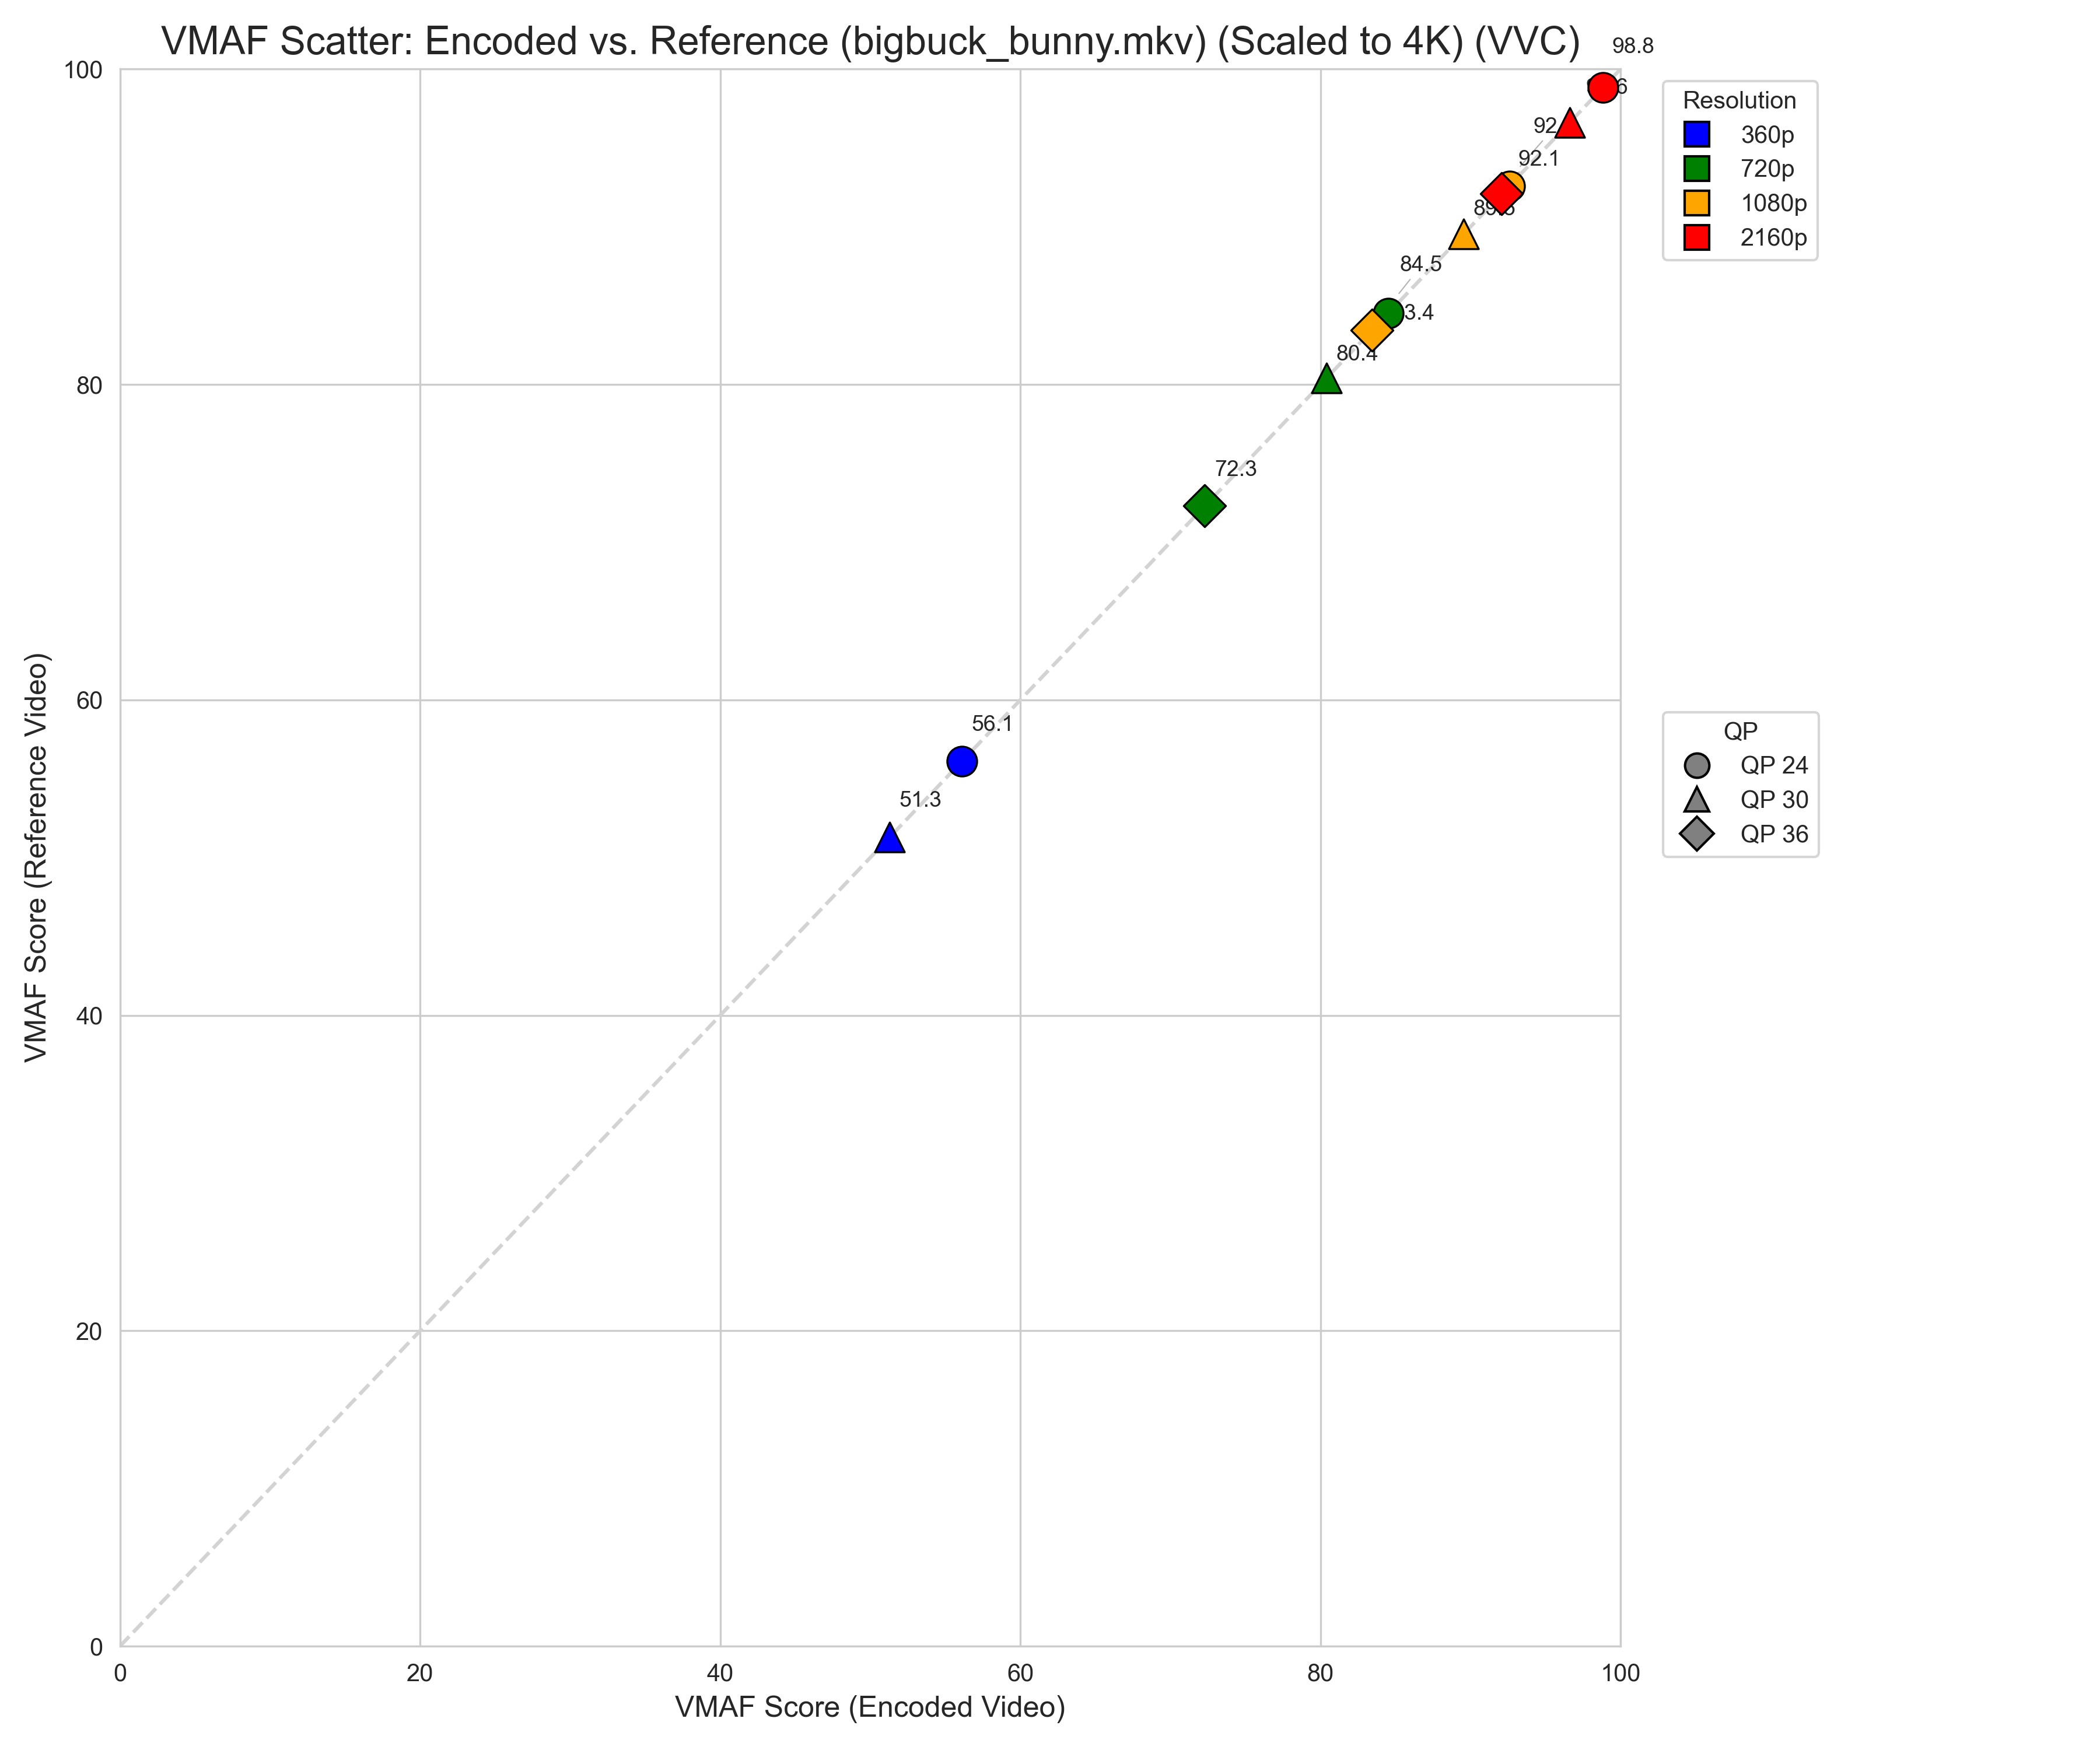 VMAF Scatter: Encoded vs. Reference (bigbuck_bunny.mkv) (Scaled to 4K) (VVC)
98.8
100
Resolution
360p
720p
1080p
2160p
92
92.1
84.5
3.4
80.4
80
72.3
60
56.1
51.3
QP
QP 24
QP 30
QP 36
VMAF Score (Reference Video)
40
20
0
0
20
40
60
80
100
VMAF Score (Encoded Video)